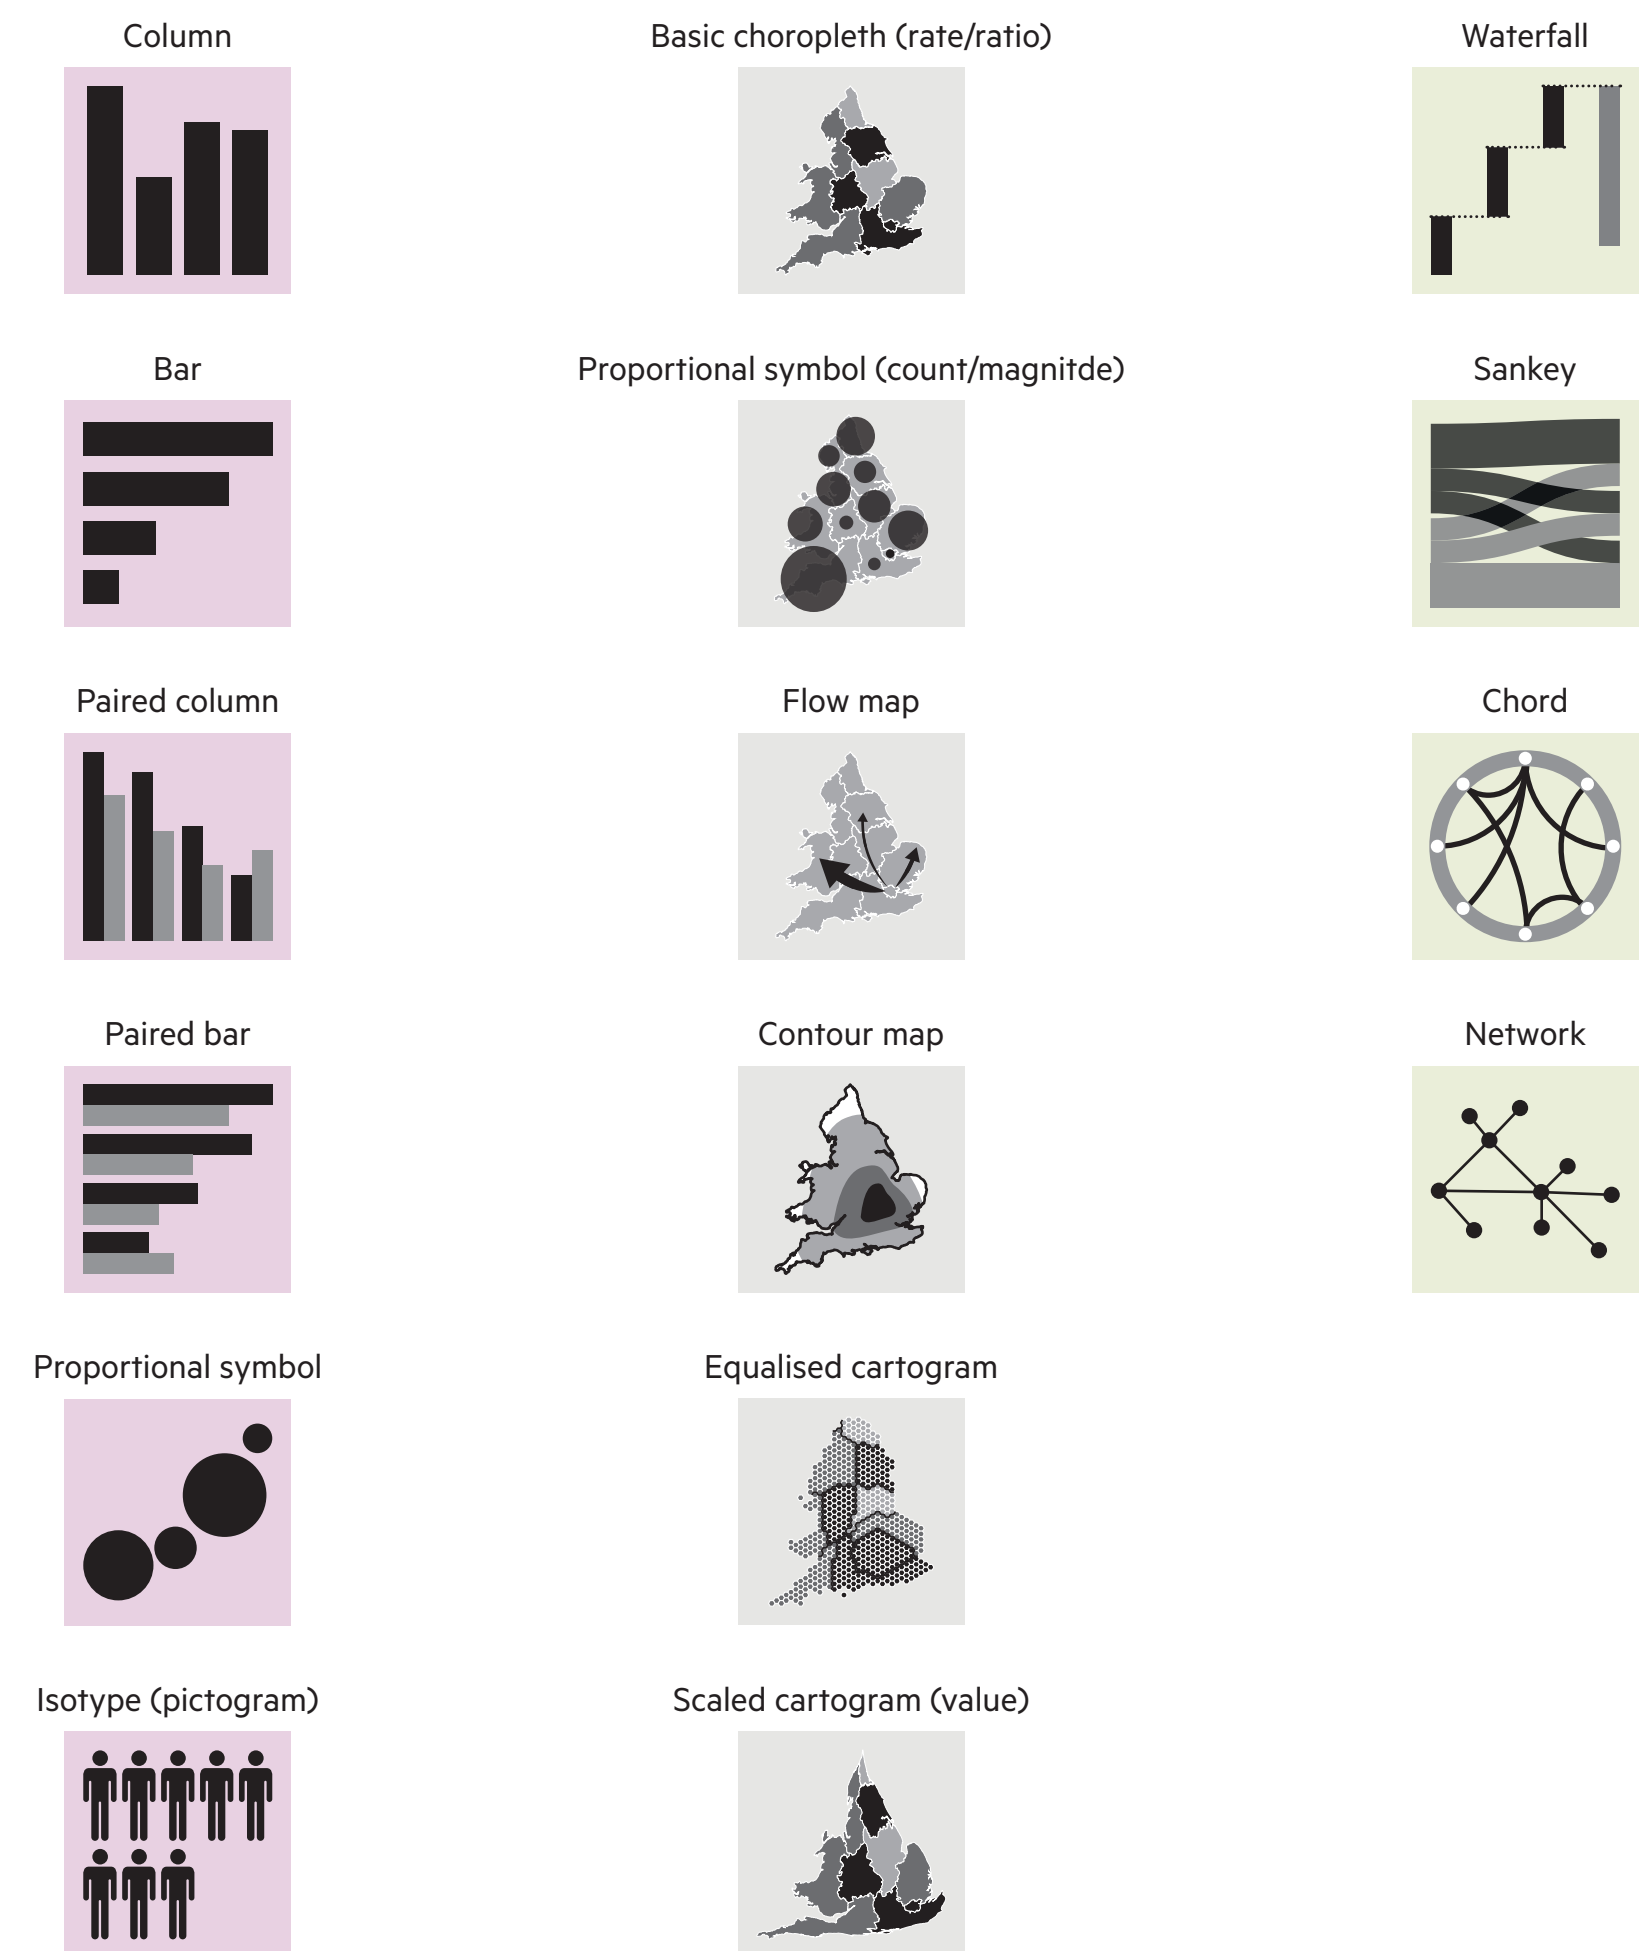 Column
Basic choropleth (rate/ratio)
Waterfall
Bar
Proportional symbol (count/magnitde)
Sankey
Paired column
Flow map
Chord
Paired bar
Contour map
Network
Proportional symbol
Equalised cartogram
Isotype (pictogram)
Scaled cartogram (value)